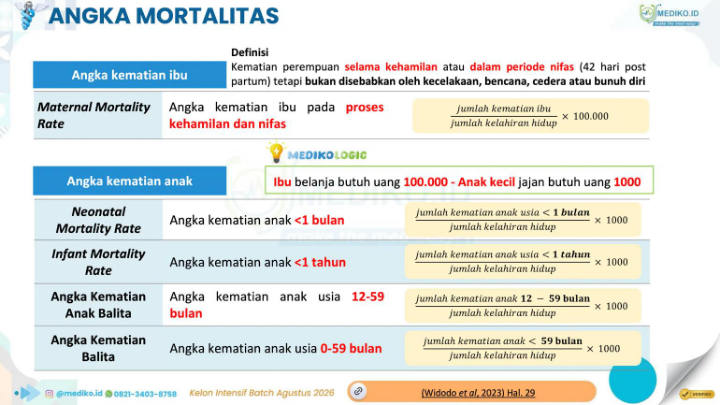 ANGKA MORTALITAS
MEDIKO.ID
Definisi
Angka kematian ibu
Kematian perempuan selama kehamilan atau dalam periode nifas (42 hari post
partum) tetapi bukan disebabkan oleh kecelakaan, bencana, cedera atau bunuh diri
Maternal Mortality
Rate
Angka kematian ibu pada proses
kehamilan dan nifas
jumlah kematian ibu
jumlah kelahiran hidup
× 100.000
MEDIKOLOGIC
Angka kematian anak
Ibu belanja butuh uang 100.000 - Anak kecil jajan butuh uang 1000
Neonatal
Mortality Rate
Angka kematian anak <1 bulan
jumlah kematian anak usia < 1 bulan
jumlah kelahiran hidup
× 1000
Infant Mortality
Rate
Angka kematian anak <1 tahun
jumlah kematian anak usia < 1 tahun
jumlah kelahiran hidup
× 1000
Angka Kematian
Anak Balita
Angka kematian anak usia 12-59
bulan
jumlah kematian anak 12 − 59 bulan
jumlah kelahiran hidup
× 1000
Angka Kematian
Balita
Angka kematian anak usia 0-59 bulan
jumlah kematian anak < 59 bulan
jumlah kelahiran hidup
× 1000
@mediko.id 0821-3403-8758
Kelon Intensif Batch Agustus 2026
(Widodo et al, 2023) Hal. 29